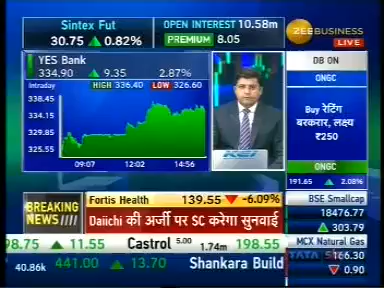 Sintex Fut
30.75 0.82%
OPEN INTEREST 10.58m
PREMIUM 8.05
ZEEBUSINESS
LIVE
YES Bank
334.90 9.35 2.87%
Intraday HIGH 336.40 LOW 326.60
338.45
334.15
329.85
325.55
09:07 12:02 14:56
DB ON
ONGC
Buy रेटिंग
बरकरार, लक्ष्य
₹250
ONGC
191.65 2.08%
BREAKING
NEWS
Fortis Health 139.55 -6.09%
Daiichi की अर्जी पर SC करेगा सुनवाई
BSE Smallcap
18476.77
303.79
98.75 11.55 Castrol 5.00 1.74m 198.55
MCX Natural Gas
166.30
0.90
40.86k 441.00 13.70 Shankara Build